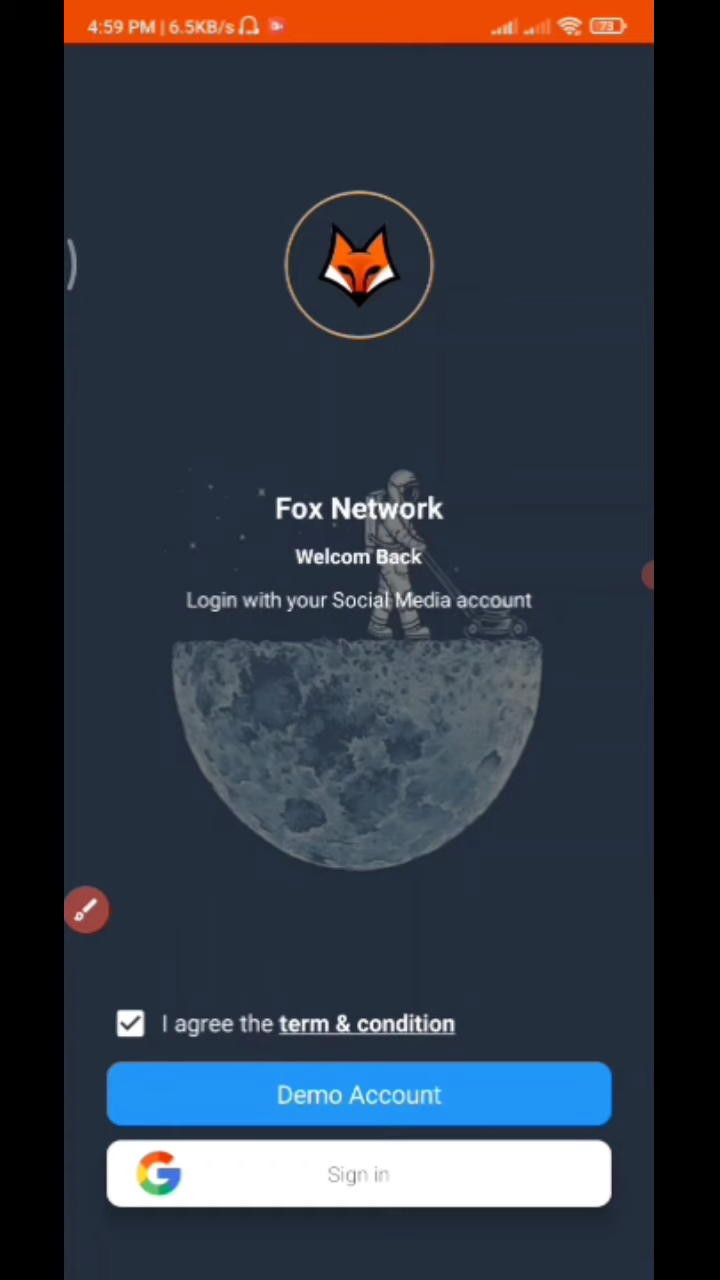 4:59 PM | 6.5KB/s
73
Fox Network
Welcom Back
Login with your Social Media account
I agree the term & condition
Demo Account
Sign in